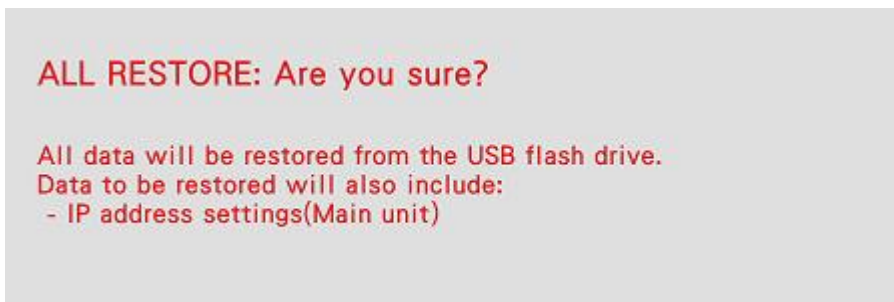 ALL RESTORE: Are you sure?
All data will be restored from the USB flash drive.
Data to be restored will also include:
- IP address settings(Main unit)